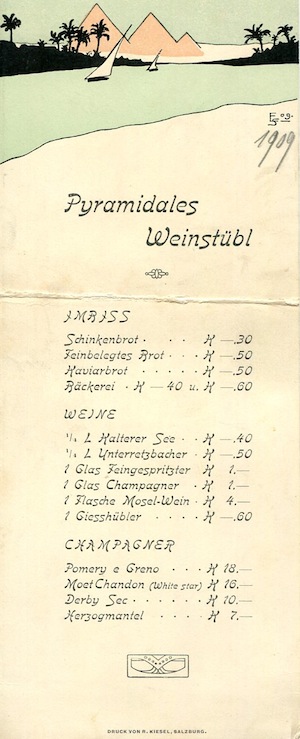 F 09.
1909
Pyramidales
Weinstübl
IMBISS
Schinkenbrot · · · · K —.30
Feinbelegtes Brot · · · K —.50
Kaviarbrot · · · · · K —.50
Bäckerei · K — 40 u. K —.60
WEINE
¼ L Kalterer See · · K —.40
¼ L Unterretzbacher · K —.50
1 Glas Feingespritzter K 1.—
1 Glas Champagner · K 1.—
1 Flasche Mosel-Wein · K 4.—
1 Giesshübler · · · · K —.60
CHAMPAGNER
Pomery e Greno · · · K 18.—
Moet Chandon (White star) K 16.—
Derby Sec · · · · · K 10.—
Herzogmantel · · · K 7.—
DRUCK VON R. KIESEL, SALZBURG.